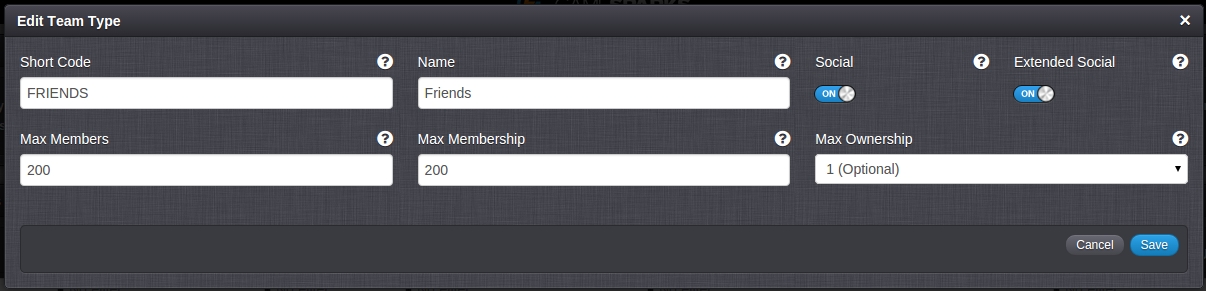 Edit Team Type ×
Short Code ? Name ? Social ? Extended Social ?
FRIENDS Friends ON ON
Max Members ? Max Membership ? Max Ownership ?
200 200 1 (Optional)
Cancel Save